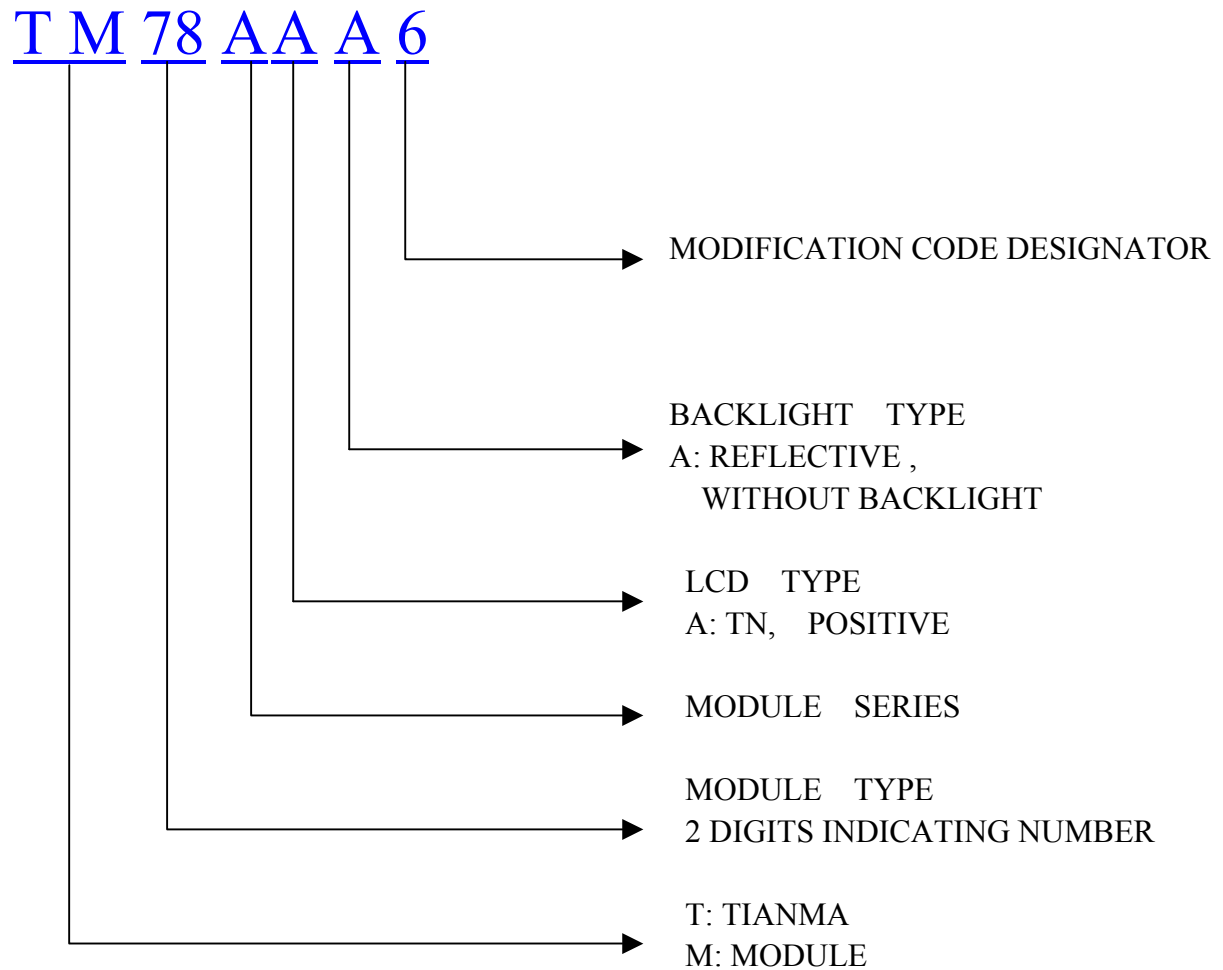 T M 78 A A A 6
MODIFICATION CODE DESIGNATOR
BACKLIGHT TYPE
A: REFLECTIVE ,
WITHOUT BACKLIGHT
LCD TYPE
A: TN, POSITIVE
MODULE SERIES
MODULE TYPE
2 DIGITS INDICATING NUMBER
T: TIANMA
M: MODULE